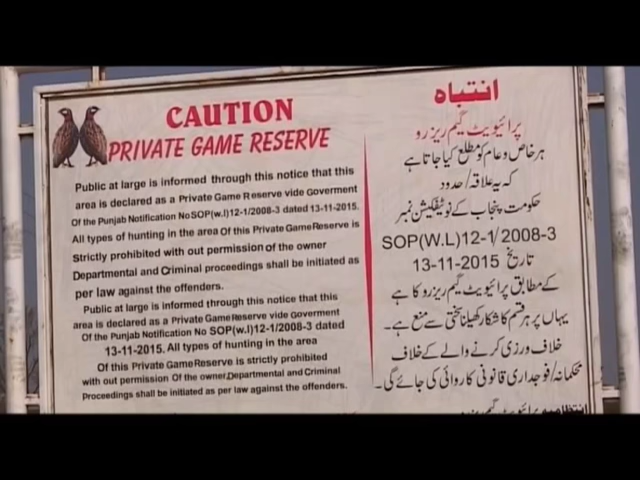 CAUTION
PRIVATE GAME RESERVE
Public at large is informed through this notice that this
area is declared as a Private Game Reserve vide Goverment
Of the Punjab Notification No SOP(w.l)12-1/2008-3 dated 13-11-2015.
All types of hunting in the area Of this Private GameReserve is
Strictly prohibited with out permission of the owner
Departmental and Criminal proceedings shall be initiated as
per law against the offenders.
Public at large is informed through this notice that this
area is declared as a Private Game Reserve vide Goverment
Of the Punjab Notification No SOP(w.l)12-1/2008-3 dated
13-11-2015. All types of hunting in the area
Of this Private GameReserve is strictly prohibited
with out permission Of the owner.Departmental and Criminal
Proceedings shall be initiated as per law against the offenders.
انتباہ
پرائیویٹ گیم ریزرو
ہر خاص و عام کو مطلع کیا جاتا ہے
کہ یہ علاقہ/حدود
حکومت پنجاب کے نوٹیفکیشن نمبر
SOP(W.L)12-1/2008-3
تاریخ 13-11-2015
کے مطابق پرائیویٹ گیم ریزرو کا ہے
یہاں پر ہر قسم کا شکار کھیلنا سختی سے منع ہے۔
خلاف ورزی کرنے والے کے خلاف
محکمانہ/فوجداری قانونی کاروائی کی جائے گی۔
انتظامیہ پرائیویٹ گیم ریزرو